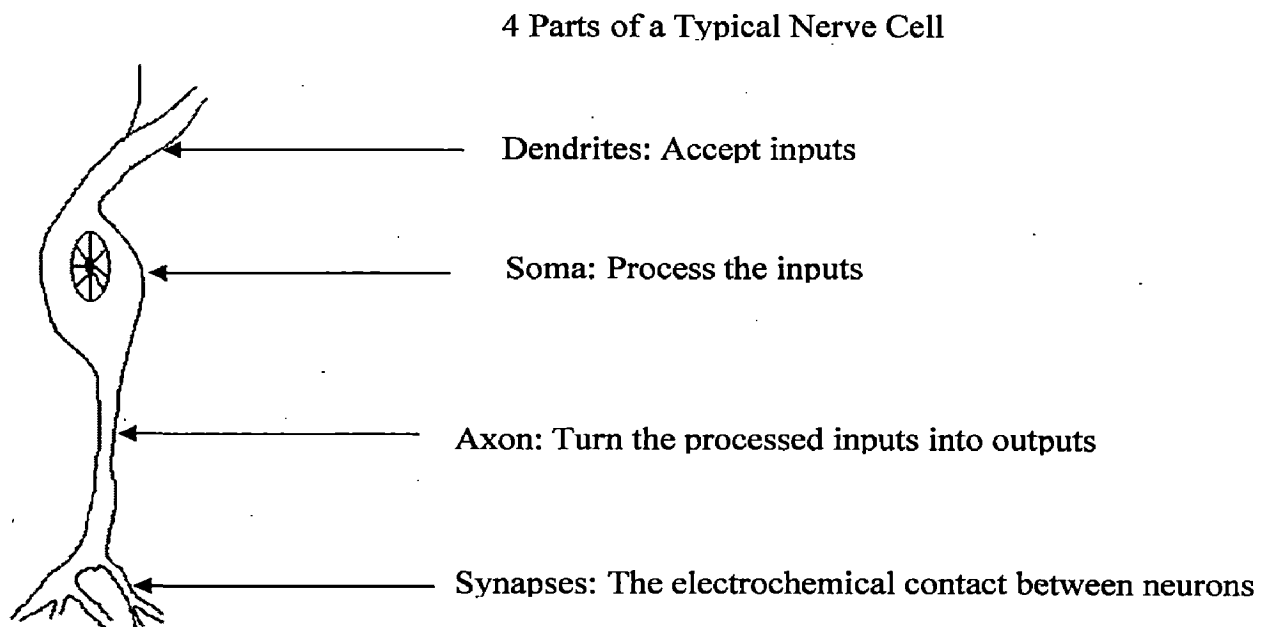 4 Parts of a Typical Nerve Cell
Dendrites: Accept inputs
Soma: Process the inputs
Axon: Turn the processed inputs into outputs
Synapses: The electrochemical contact between neurons